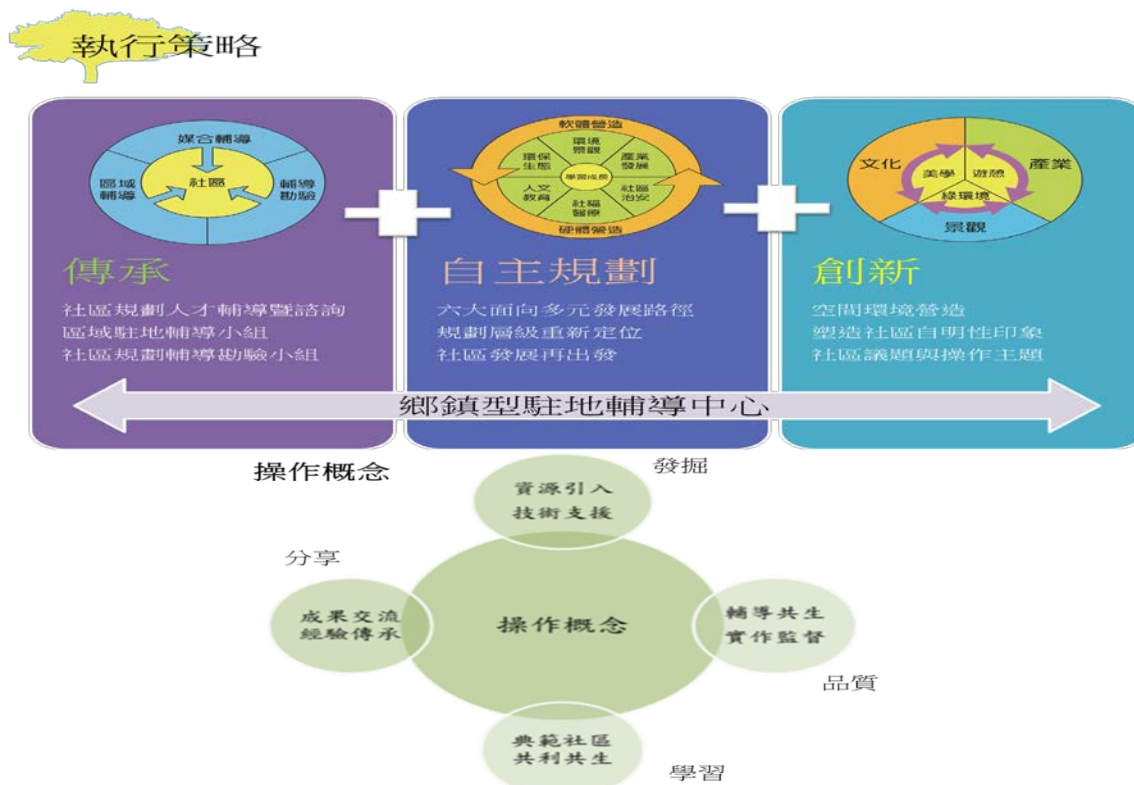 執行策略
媒合輔導
區域
輔導
社區
輔導
勘驗
傳承
社區規劃人才輔導暨諮詢
區域駐地輔導小組
社區規劃輔導勘驗小組
軟體營造
環境
景觀
環保
生態
產業
發展
學習成長
人文
教育
社區
治安
社福
醫療
硬體營造
自主規劃
六大面向多元發展路徑
規劃層級重新定位
社區發展再出發
文化
產業
美學
遊憩
綠環境
景觀
創新
空間環境營造
塑造社區自明性印象
社區議題與操作主題
鄉鎮型駐地輔導中心
操作概念
發掘
資源引入
技術支援
分享
成果交流
經驗傳承
操作概念
輔導共生
實作監督
品質
典範社區
共利共生
學習